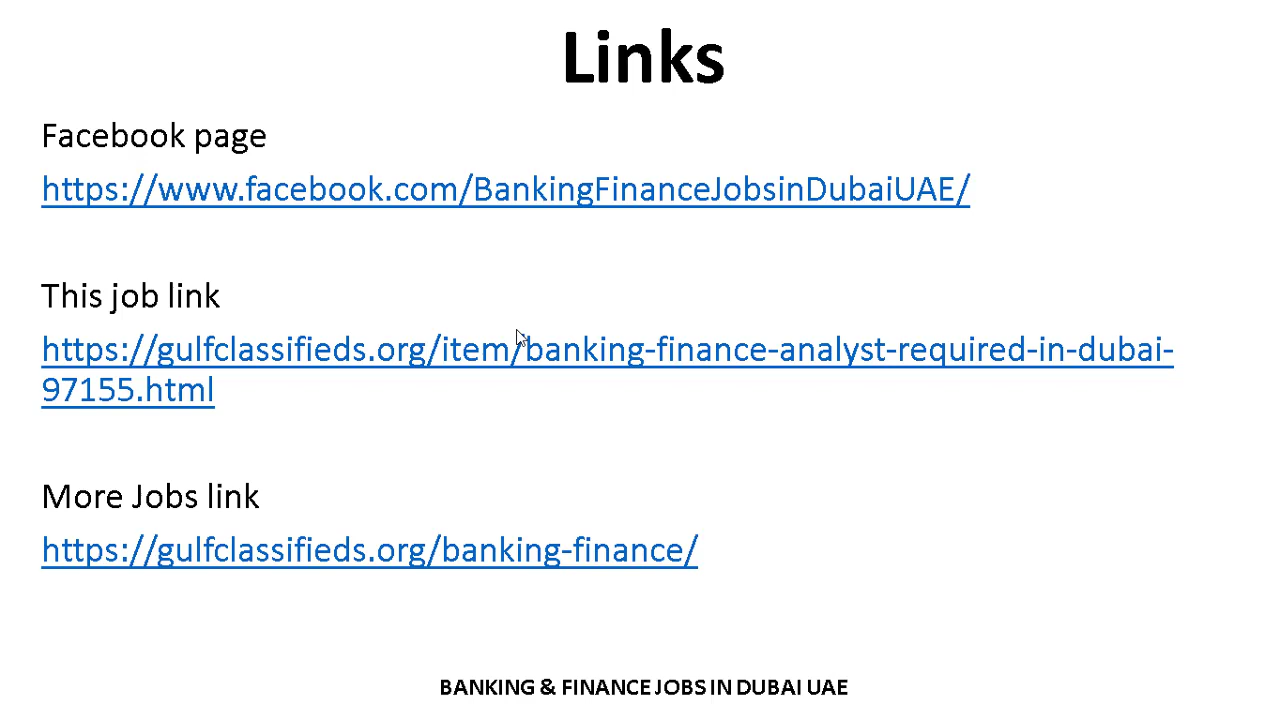 Links
Facebook page
https://www.facebook.com/BankingFinanceJobsinDubaiUAE/
This job link
https://gulfclassifieds.org/item/banking-finance-analyst-required-in-dubai-
97155.html
More Jobs link
https://gulfclassifieds.org/banking-finance/
BANKING & FINANCE JOBS IN DUBAI UAE